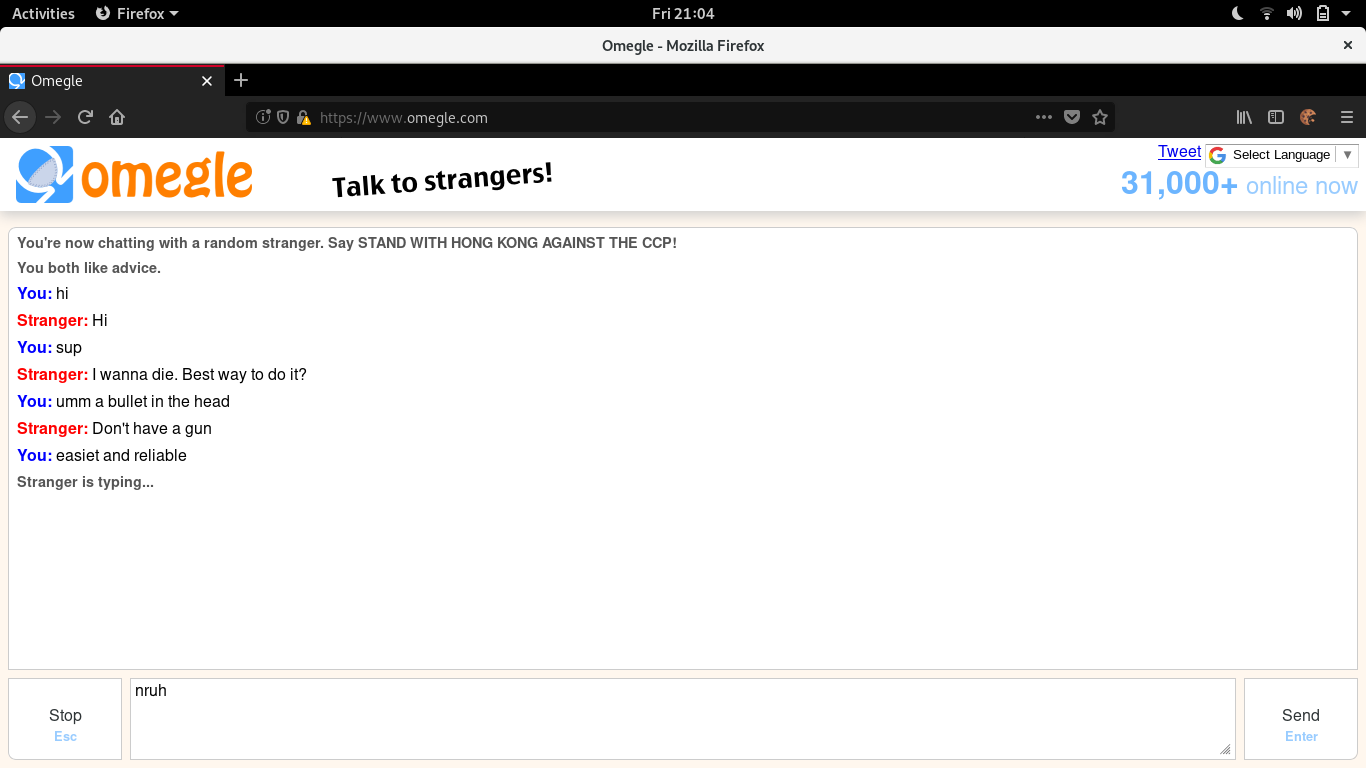 Activities Firefox Fri 21:04
Omegle - Mozilla Firefox
Omegle
https://www.omegle.com
omegle Talk to strangers! Tweet Select Language
31,000+ online now
You're now chatting with a random stranger. Say STAND WITH HONG KONG AGAINST THE CCP!
You both like advice.
You: hi
Stranger: Hi
You: sup
Stranger: I wanna die. Best way to do it?
You: umm a bullet in the head
Stranger: Don't have a gun
You: easiet and reliable
Stranger is typing...
nruh
Stop
Esc
Send
Enter